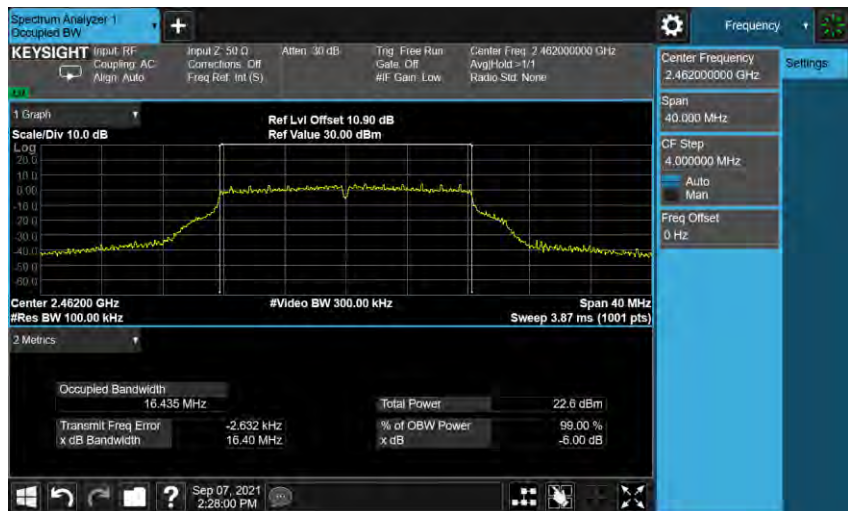 Spectrum Analyzer 1
Occupied BW
+
Frequency
KEYSIGHT
Input: RF
Coupling: AC
Align: Auto
Input Z: 50 Ω
Corrections: Off
Freq Ref: Int (S)
Atten: 30 dB
Trig: Free Run
Gate: Off
#IF Gain: Low
Center Freq: 2.462000000 GHz
Avg|Hold:>1/1
Radio Std: None
Center Frequency
2.462000000 GHz
Settings
Span
40.000 MHz
CF Step
4.000000 MHz
Auto
Man
Freq Offset
0 Hz
1 Graph
Scale/Div 10.0 dB
Ref Lvl Offset 10.90 dB
Ref Value 30.00 dBm
Log
20.0
10.0
0.00
-10.0
-20.0
-30.0
-40.0
-50.0
-60.0
Center 2.46200 GHz
#Video BW 300.00 kHz
Span 40 MHz
#Res BW 100.00 kHz
Sweep 3.87 ms (1001 pts)
2 Metrics
Occupied Bandwidth
16.435 MHz
Total Power 22.6 dBm
Transmit Freq Error -2.632 kHz
% of OBW Power 99.00 %
x dB Bandwidth 16.40 MHz
x dB -6.00 dB
?
Sep 07, 2021
2:28:00 PM